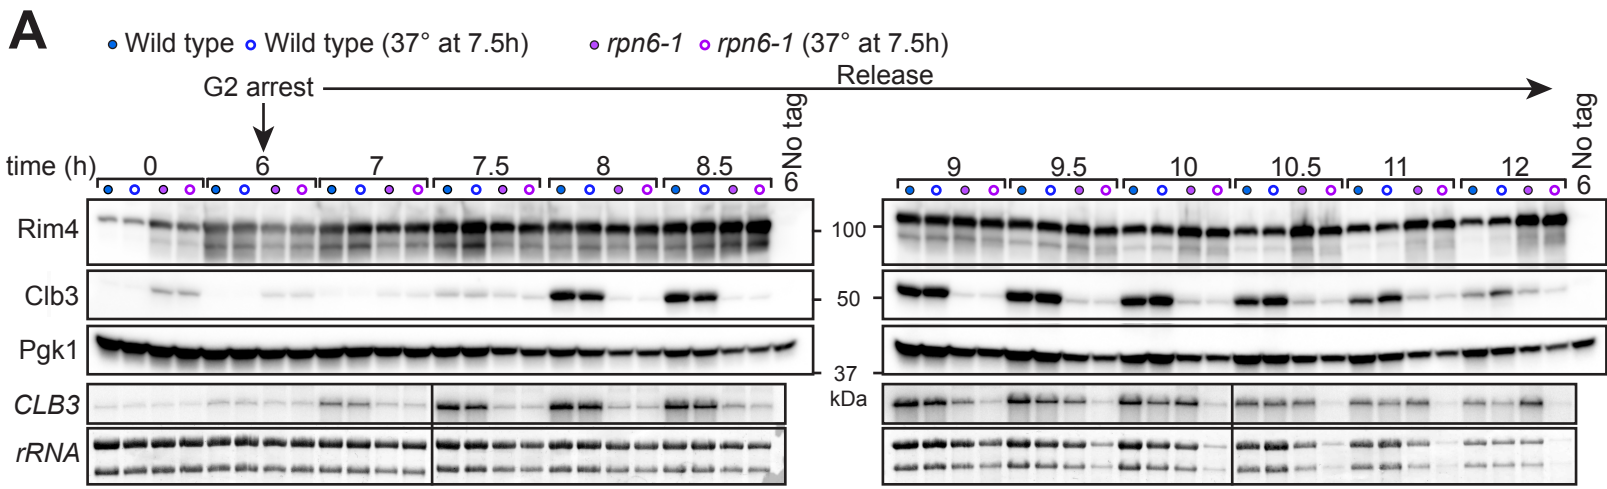 A
Wild type Wild type (37° at 7.5h) rpn6-1 rpn6-1 (37° at 7.5h)
G2 arrest Release
No tag No tag
time (h) 0 6 7 7.5 8 8.5 6 9 9.5 10 10.5 11 12 6
Rim4 100
Clb3 50
Pgk1
37
kDa
CLB3
rRNA